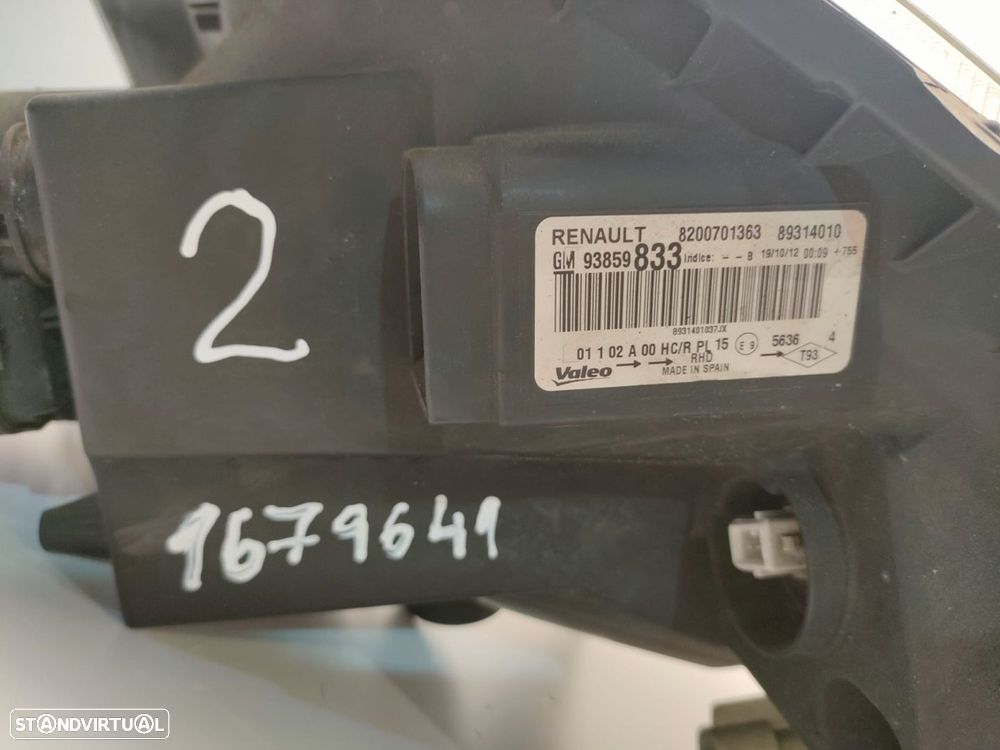 2
RENAULT 8200701363 89314010
GM 93859833 Indice: - - B 19/10/12 00:09 +755
8931401037JX
01 1 02 A 00 HC/R PL 15 E 9 5636 4
Valeo → → RHD → T93
MADE IN SPAIN
1679641
STANDVIRTUAL